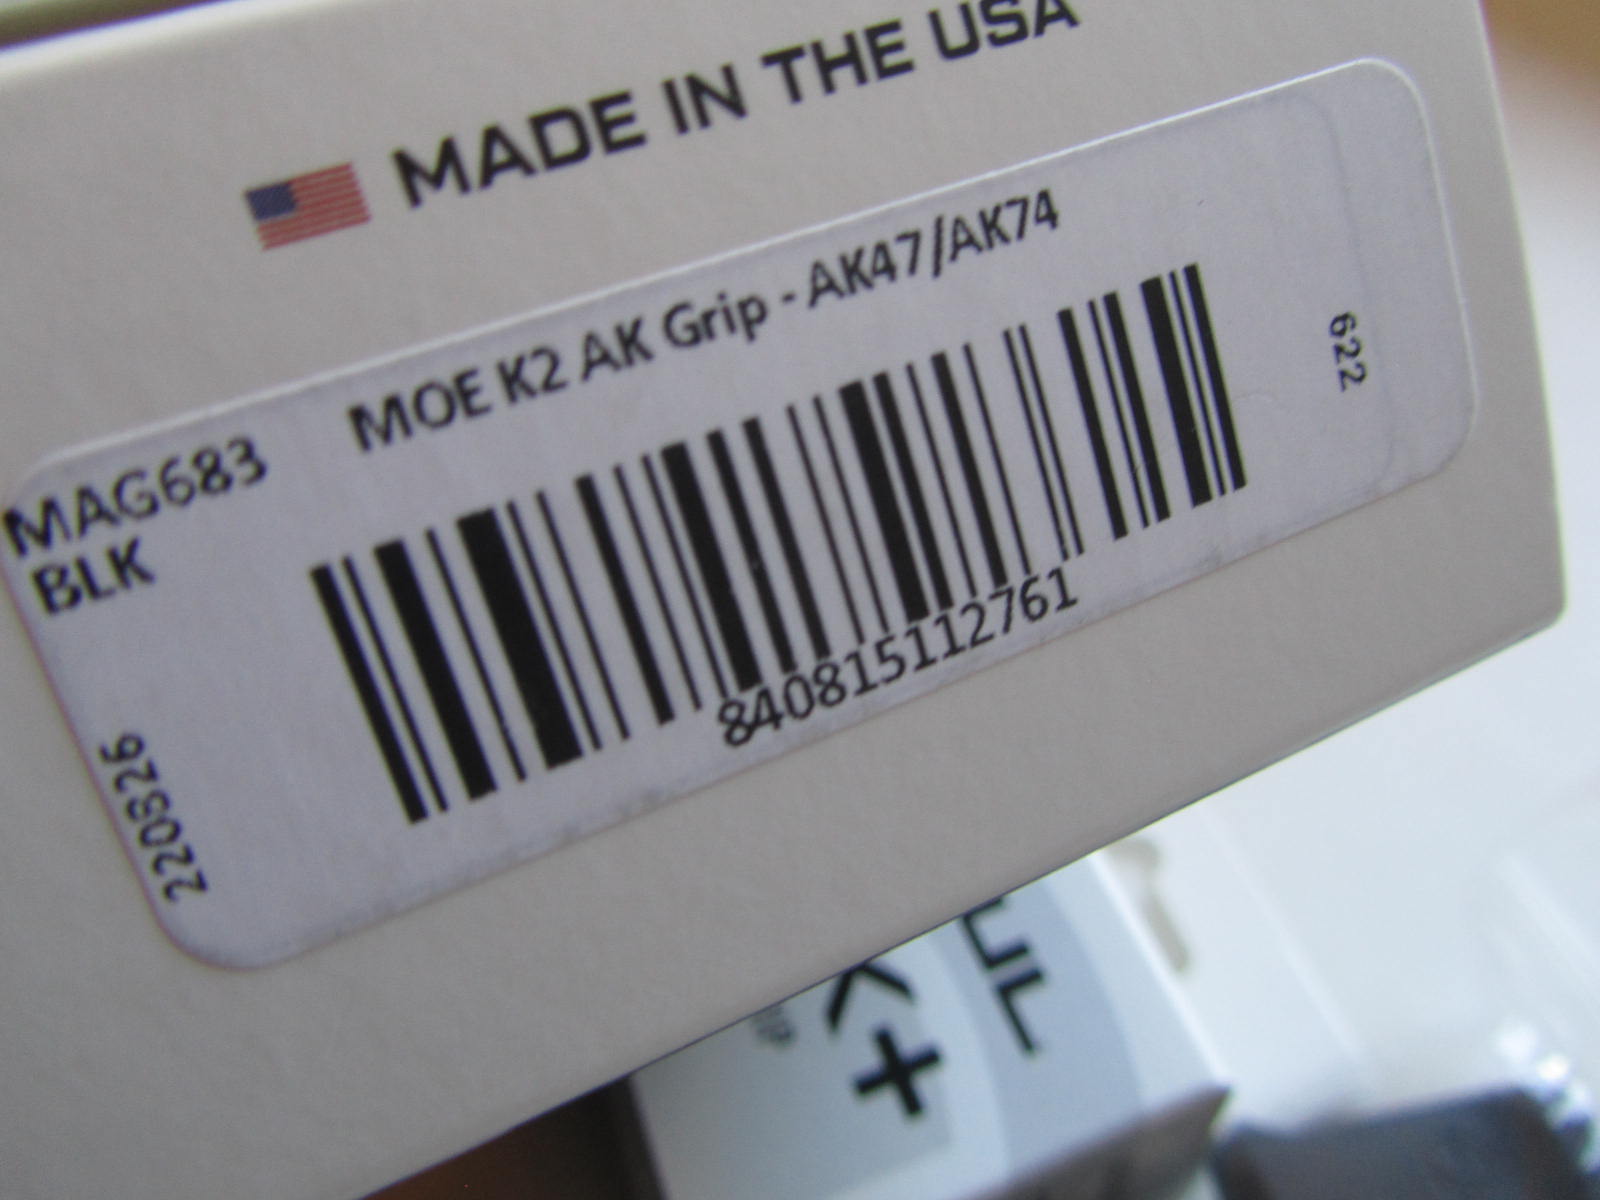 MADE IN THE USA
MAG683 MOE K2 AK Grip - AK47/AK74
BLK
840815112761
220826
622
K+